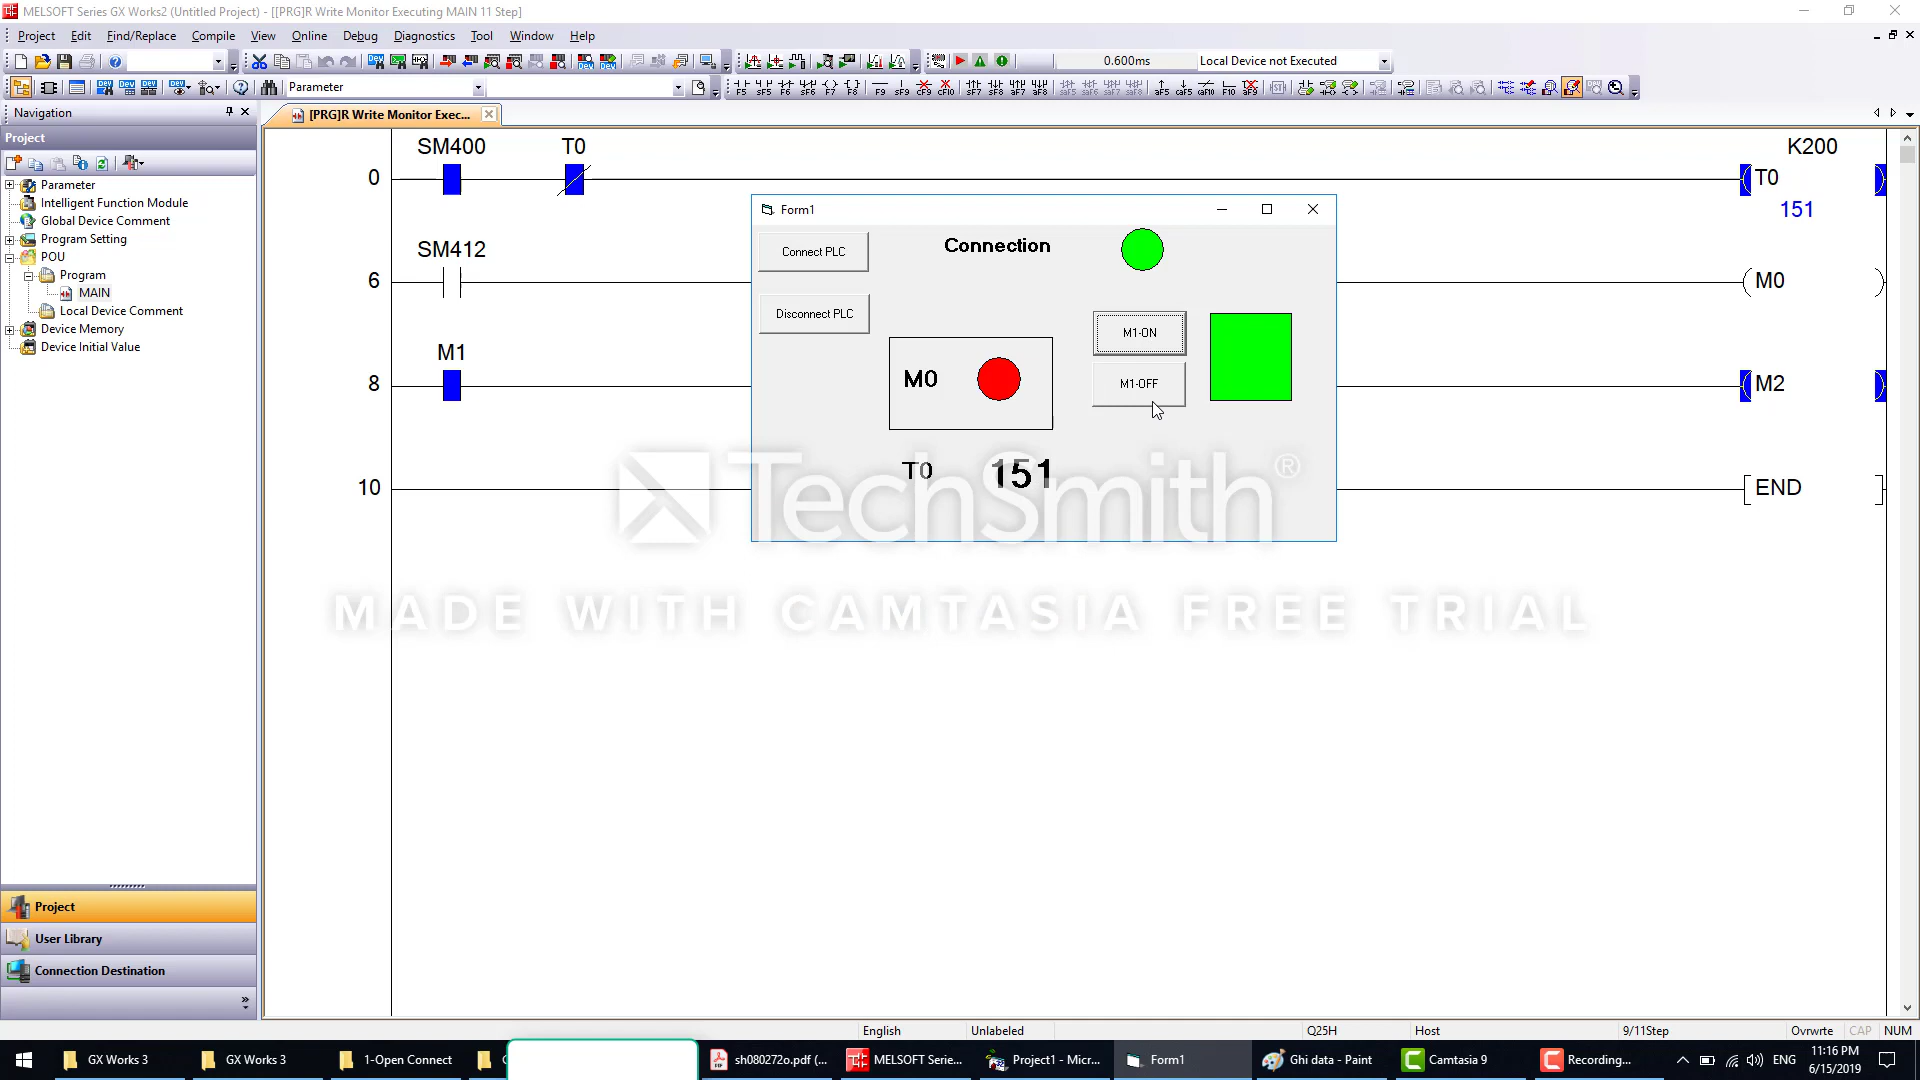 MELSOFT Series GX Works2 (Untitled Project) - [[PRG]R Write Monitor Executing MAIN 11 Step]
Project Edit Find/Replace Compile View Online Debug Diagnostics Tool Window Help
0.600ms Local Device not Executed
Parameter
Navigation
[PRG]R Write Monitor Exec...
Project
Parameter
Intelligent Function Module
Global Device Comment
Program Setting
POU
Program
MAIN
Local Device Comment
Device Memory
Device Initial Value
SM400 T0 K200
0 T0
151
SM412
6 M0
M1
8 M2
10 END
Form1
Connect PLC Connection
Disconnect PLC
M1-ON
M0
M1-OFF
T0 151
TechSmith®
MADE WITH CAMTASIA FREE TRIAL
Project
User Library
Connection Destination
English Unlabeled Q25H Host 9/11Step Ovrwrte CAP NUM
GX Works 3 GX Works 3 1-Open Connect sh080272o.pdf (... MELSOFT Serie... Project1 - Micr... Form1 Ghi data - Paint Camtasia 9 Recording... ENG
11:16 PM
6/15/2019